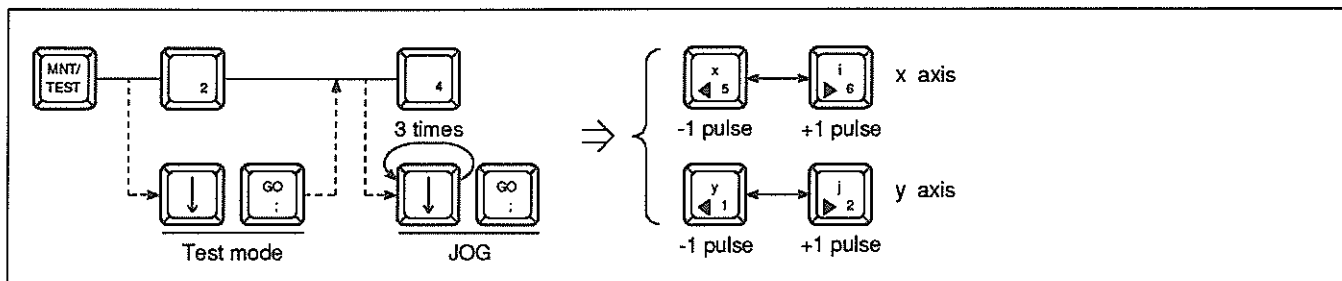 MNT/
TEST
2
4
x
5
i
6
x axis
3 times
-1 pulse
+1 pulse
GO
;
GO
;
y
1
j
2
y axis
Test mode
JOG
-1 pulse
+1 pulse